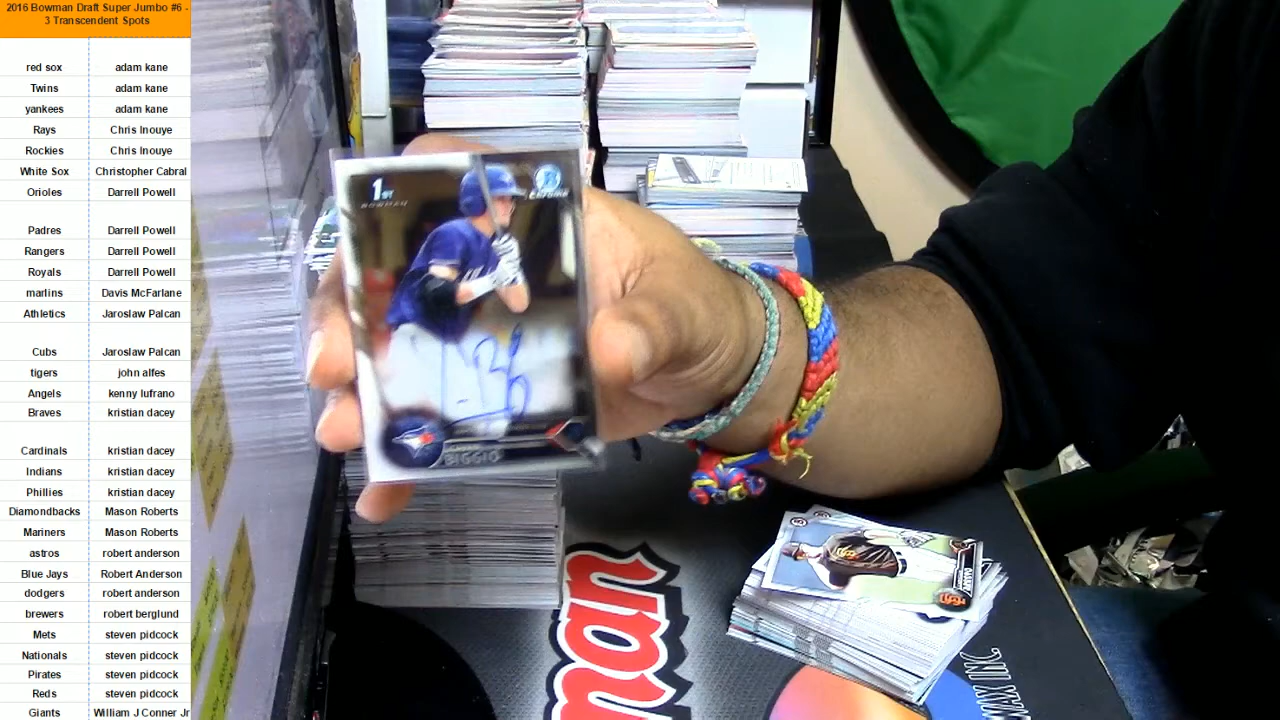 2016 Bowman Draft Super Jumbo #6 -
3 Transcendent Spots
red sox adam kane
Twins adam kane
yankees adam kane
Rays Chris Inouye
Rockies Chris Inouye
White Sox Christopher Cabral
Orioles Darrell Powell
Padres Darrell Powell
Rangers Darrell Powell
Royals Darrell Powell
marlins Davis McFarlane
Athletics Jaroslaw Palcan
Cubs Jaroslaw Palcan
tigers john alfes
Angels kenny lufrano
Braves kristian dacey
Cardinals kristian dacey
Indians kristian dacey
Phillies kristian dacey
Diamondbacks Mason Roberts
Mariners Mason Roberts
astros robert anderson
Blue Jays Robert Anderson
dodgers robert anderson
brewers robert berglund
Mets steven pidcock
Nationals steven pidcock
Pirates steven pidcock
Reds steven pidcock
Giants William J Conner Jr
1ST
BOWMAN
CHROME
BIGGIO
WAX INC